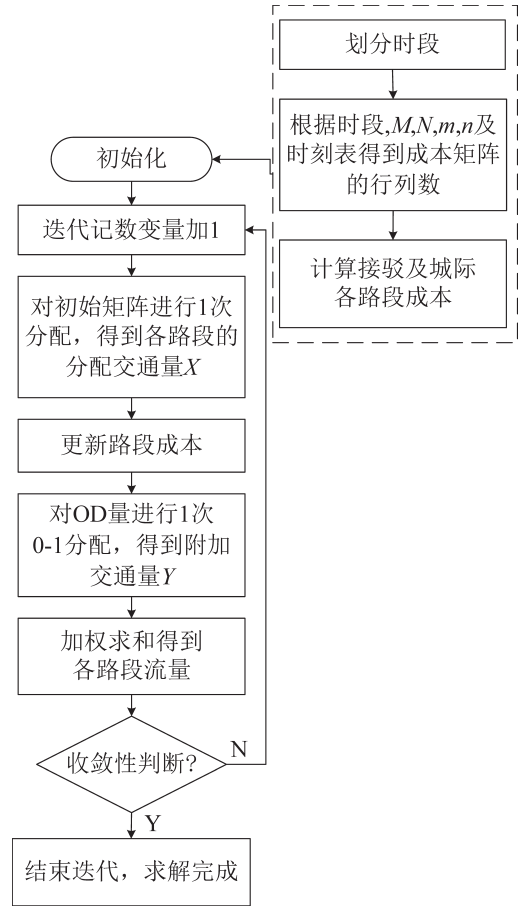 划分时段
根据时段,M,N,m,n及
时刻表得到成本矩阵
的行列数
计算接驳及城际
各路段成本
初始化
迭代记数变量加1
对初始矩阵进行1次
分配，得到各路段的
分配交通量X
更新路段成本
对OD量进行1次
0-1分配，得到附加
交通量Y
加权求和得到
各路段流量
收敛性判断?
N
Y
结束迭代，求解完成